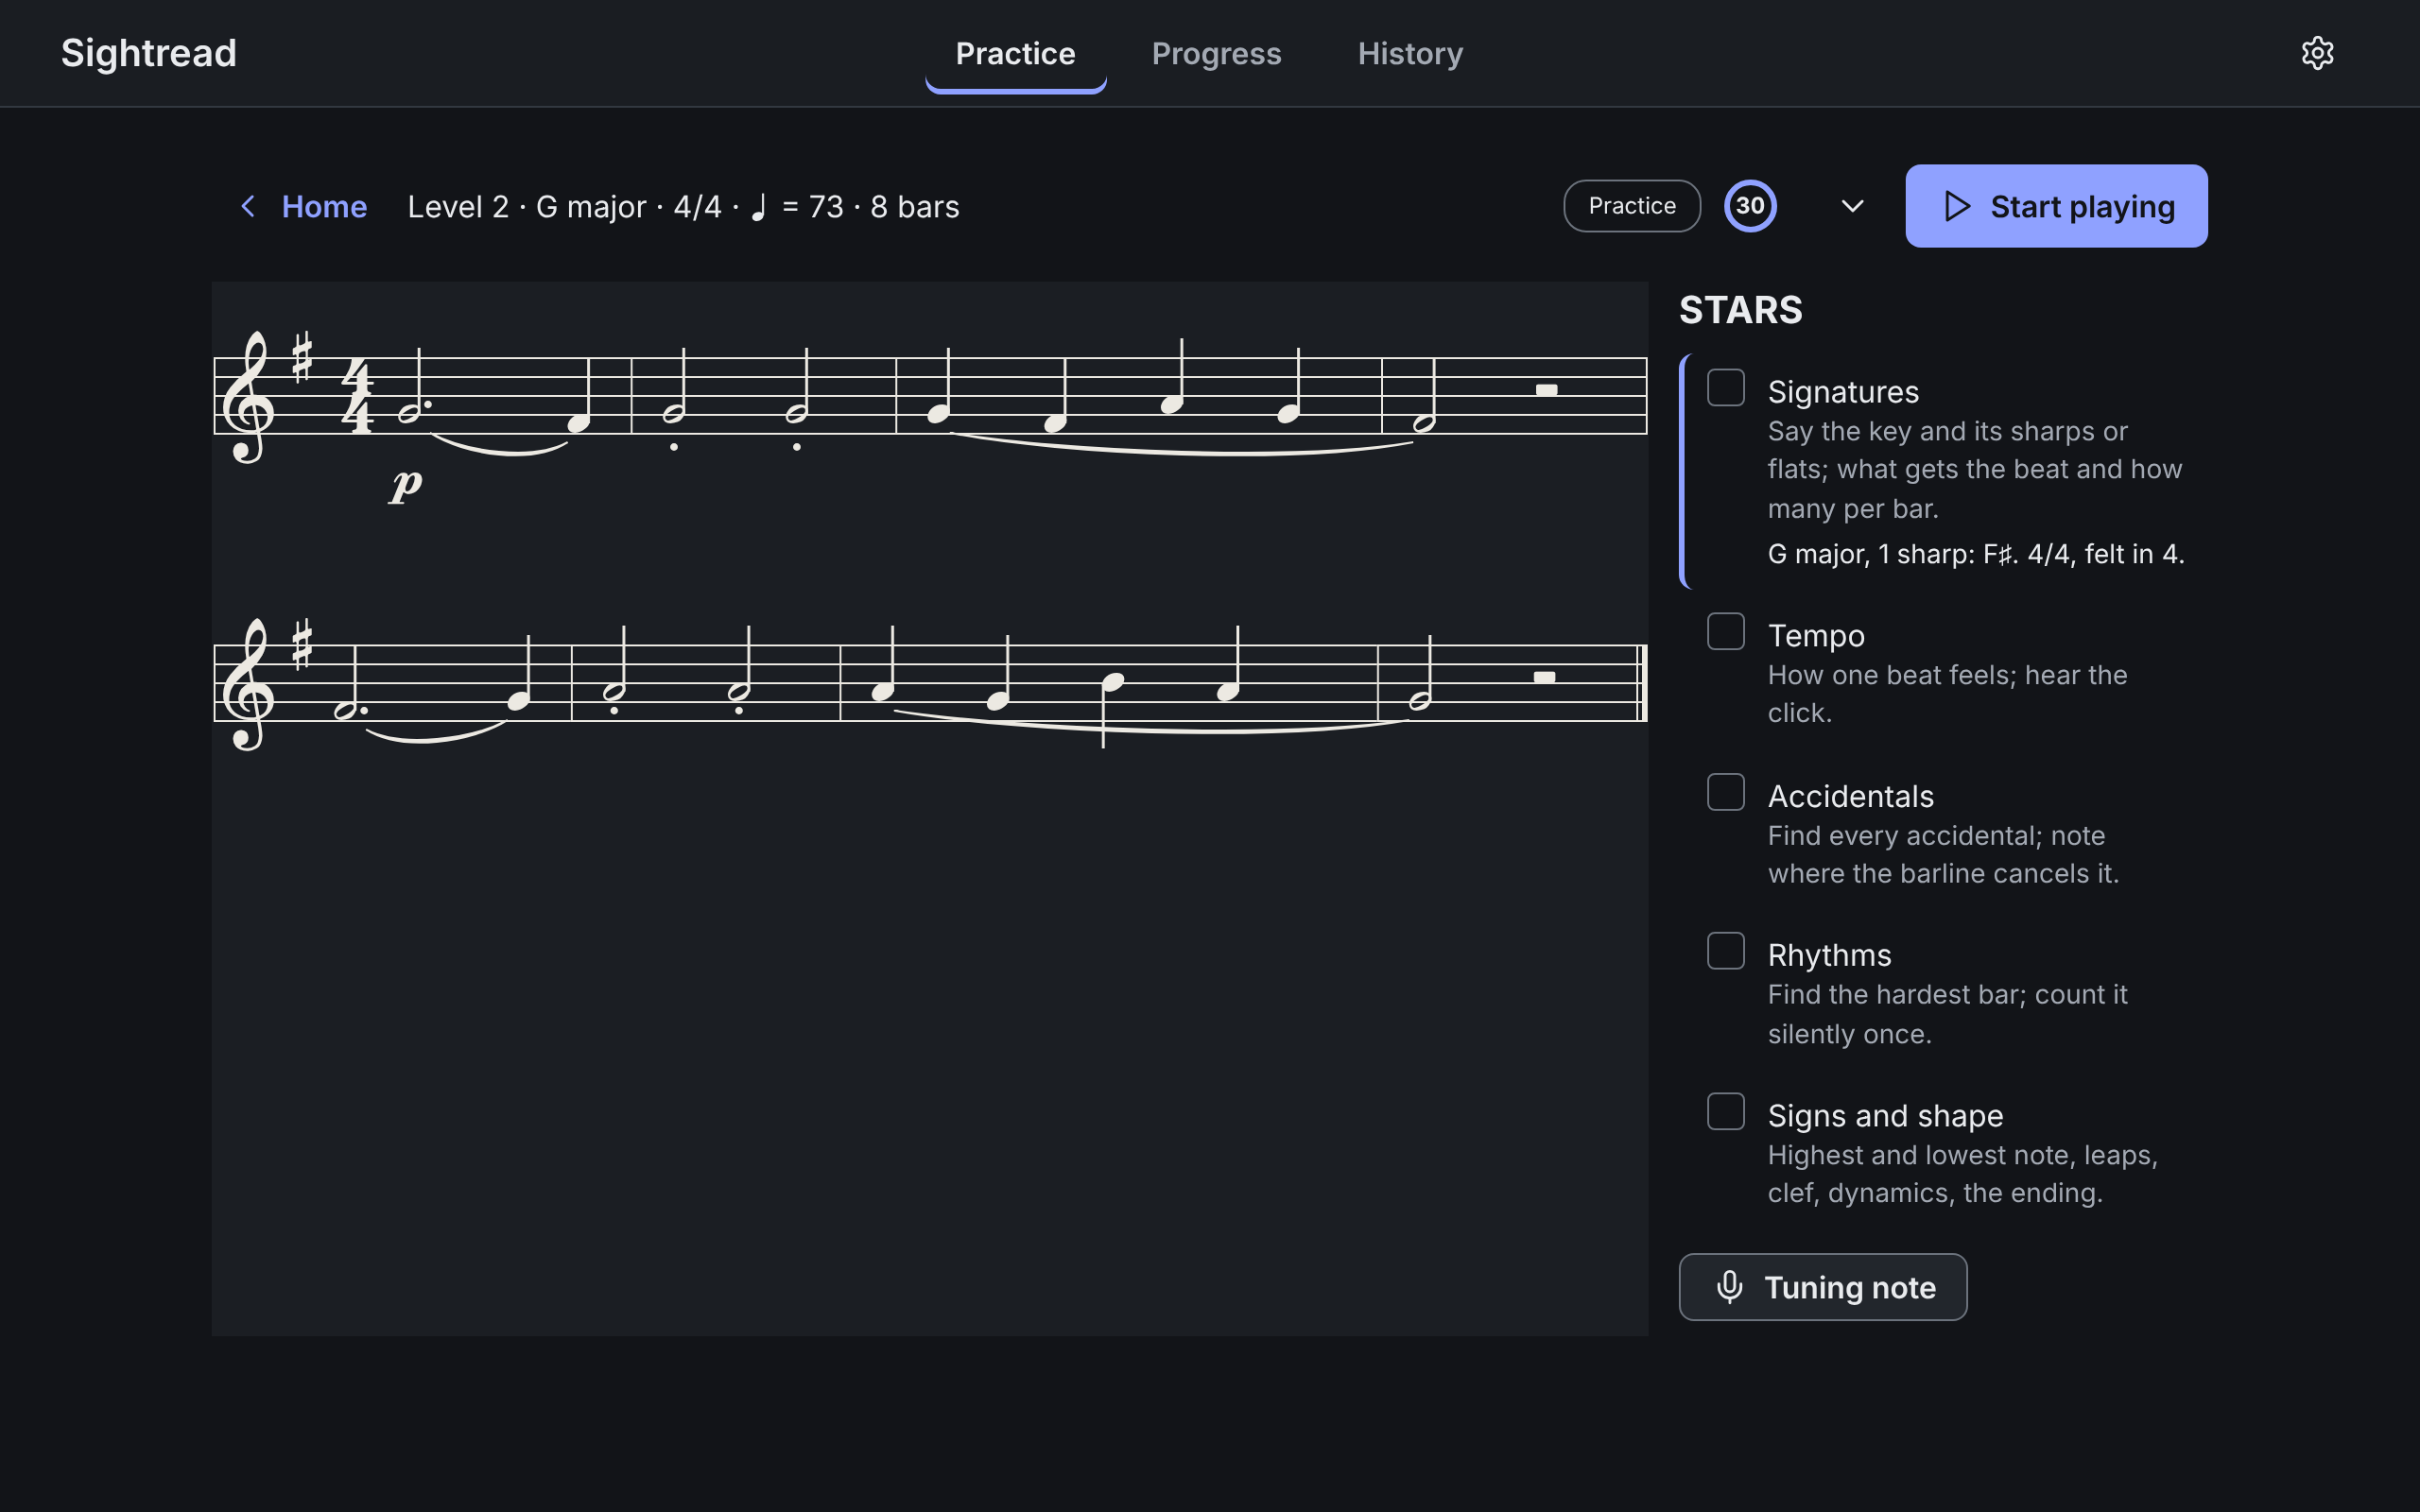 Sightread
Practice
Progress
History
Home
Level 2 · G major · 4/4 · ♩ = 73 · 8 bars
Practice
30
Start playing
4
4
p
STARS
Signatures
Say the key and its sharps or
flats; what gets the beat and how
many per bar.
G major, 1 sharp: F♯. 4/4, felt in 4.
Tempo
How one beat feels; hear the
click.
Accidentals
Find every accidental; note
where the barline cancels it.
Rhythms
Find the hardest bar; count it
silently once.
Signs and shape
Highest and lowest note, leaps,
clef, dynamics, the ending.
Tuning note